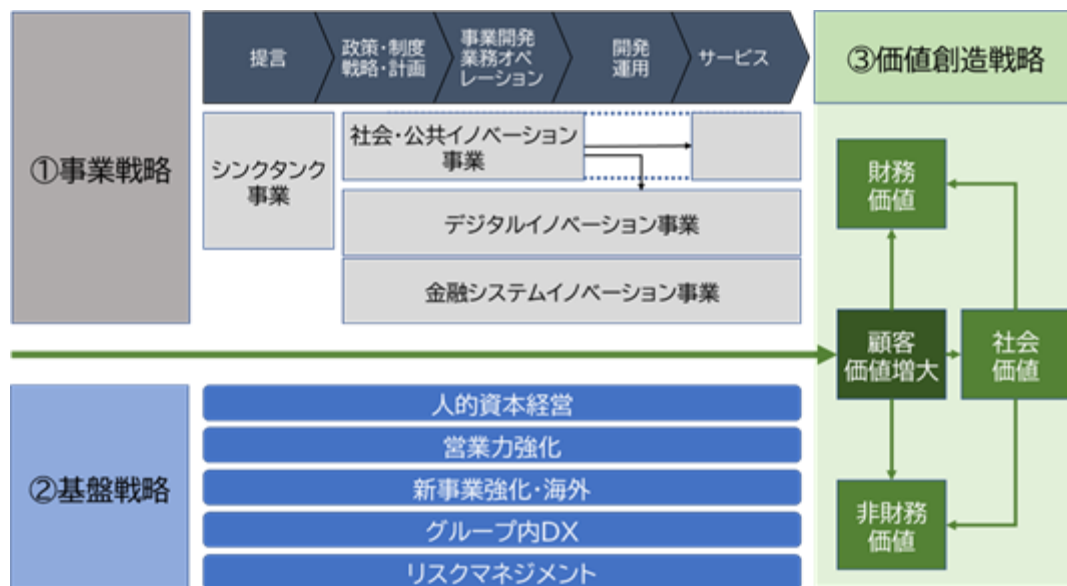 提言
政策・制度
戦略・計画
事業開発
業務オペ
レーション
開発
運用
サービス
③価値創造戦略
①事業戦略
シンクタンク
事業
社会・公共イノベーション
事業
デジタルイノベーション事業
金融システムイノベーション事業
財務
価値
顧客
価値増大
社会
価値
非財務
価値
②基盤戦略
人的資本経営
営業力強化
新事業強化・海外
グループ内DX
リスクマネジメント